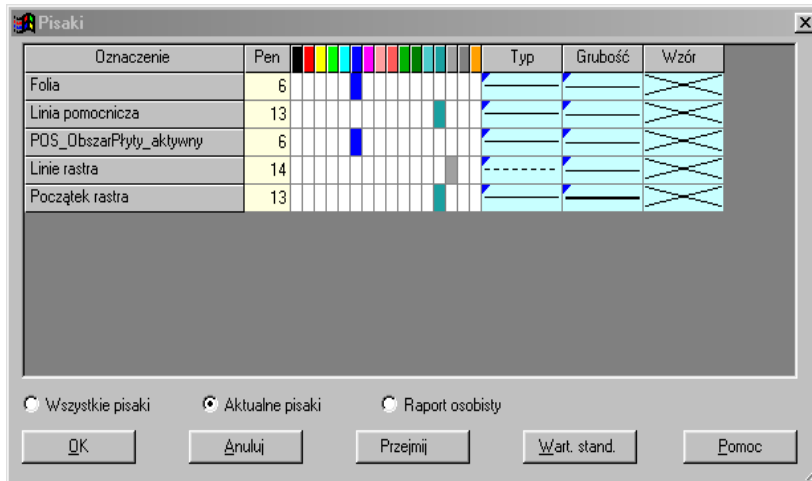 Pisaki
Oznaczenie Pen Typ Grubość Wzór
Folia 6
Linia pomocnicza 13
POS_ObszarPłyty_aktywny 6
Linie rastra 14
Początek rastra 13
Wszystkie pisaki Aktualne pisaki Raport osobisty
OK Anuluj Przejmij Wart. stand. Pomoc